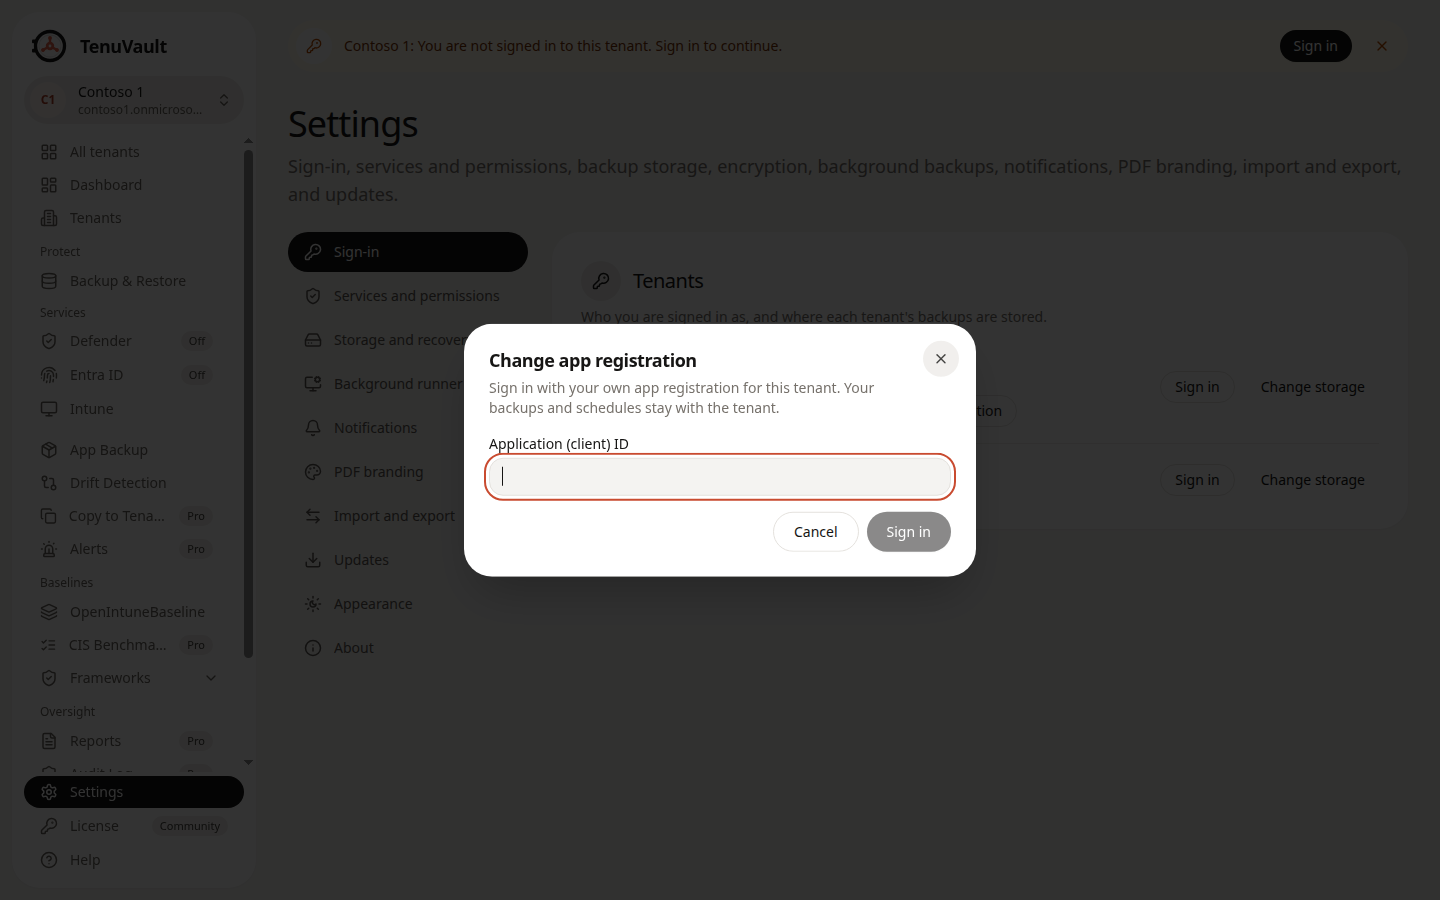 TenuVault
C1
Contoso 1
contoso1.onmicroso...
All tenants
Dashboard
Tenants
Protect
Backup & Restore
Services
Defender Off
Entra ID Off
Intune
App Backup
Drift Detection
Copy to Tena... Pro
Alerts Pro
Baselines
OpenIntuneBaseline
CIS Benchma... Pro
Frameworks
Oversight
Reports Pro
Settings
License Community
Help
Contoso 1: You are not signed in to this tenant. Sign in to continue.
Sign in
Settings
Sign-in, services and permissions, backup storage, encryption, background backups, notifications, PDF branding, import and export,
and updates.
Sign-in
Services and permissions
Storage and recover
Background runner
Notifications
PDF branding
Import and export
Updates
Appearance
About
Tenants
Who you are signed in as, and where each tenant's backups are stored.
Sign in Change storage
tion
Sign in Change storage
Change app registration
Sign in with your own app registration for this tenant. Your
backups and schedules stay with the tenant.
Application (client) ID
Cancel Sign in